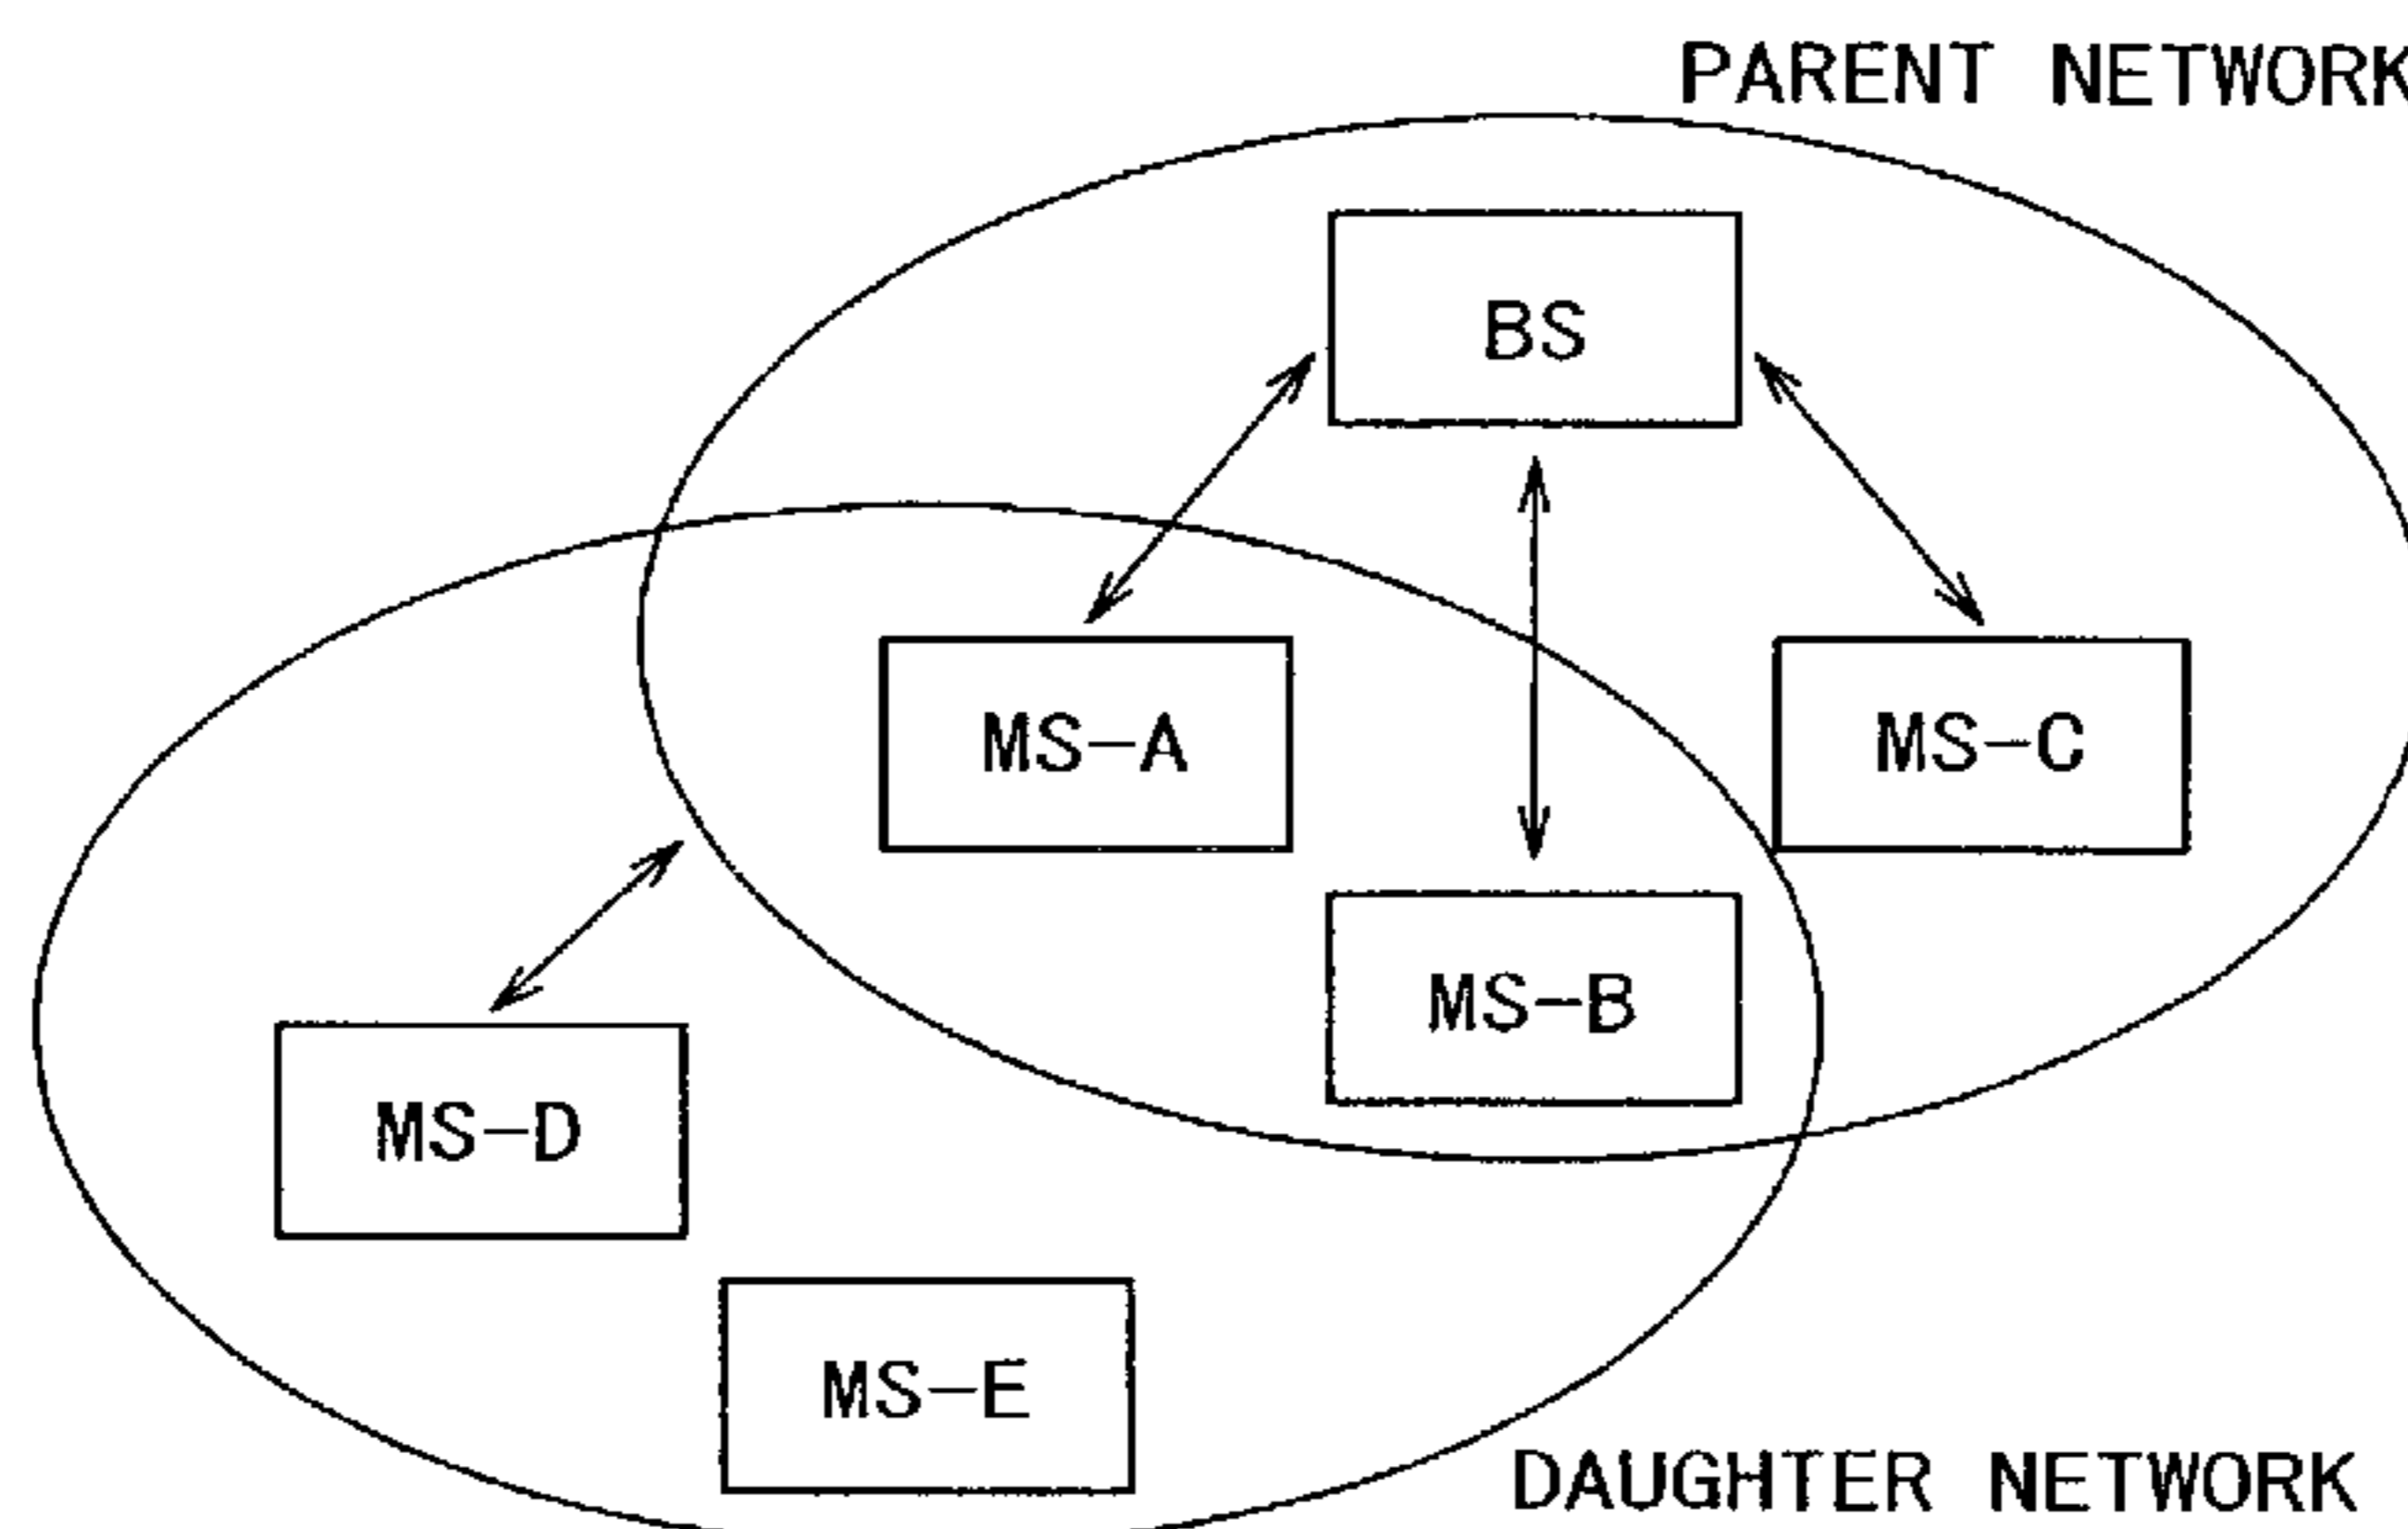 PARENT NETWORK
BS
MS-A
MS-C
MS-B
MS-D
MS-E
DAUGHTER NETWORK